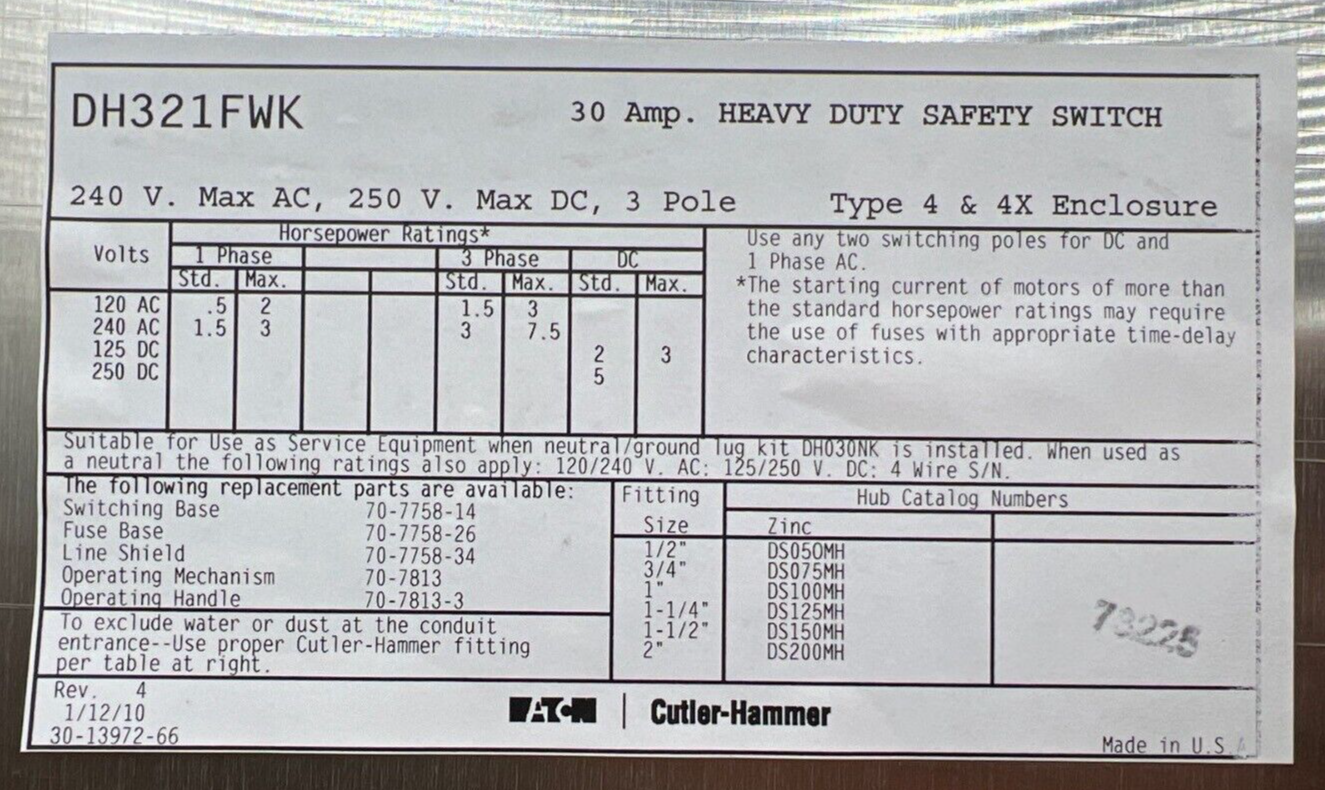 DH321FWK 30 Amp. HEAVY DUTY SAFETY SWITCH
240 V. Max AC, 250 V. Max DC, 3 Pole Type 4 & 4X Enclosure
Volts Horsepower Ratings*
1 Phase 3 Phase DC
Std. Max. Std. Max. Std. Max.
120 AC .5 2 1.5 3
240 AC 1.5 3 3 7.5
125 DC 2 3
250 DC 5
Use any two switching poles for DC and
1 Phase AC.
*The starting current of motors of more than
the standard horsepower ratings may require
the use of fuses with appropriate time-delay
characteristics.
Suitable for Use as Service Equipment when neutral/ground lug kit DH030NK is installed. When used as
a neutral the following ratings also apply: 120/240 V. AC: 125/250 V. DC: 4 Wire S/N.
The following replacement parts are available:
Switching Base 70-7758-14
Fuse Base 70-7758-26
Line Shield 70-7758-34
Operating Mechanism 70-7813
Operating Handle 70-7813-3
To exclude water or dust at the conduit
entrance--Use proper Cutler-Hammer fitting
per table at right.
Fitting Hub Catalog Numbers
Size Zinc
1/2" DS050MH
3/4" DS075MH
1" DS100MH
1-1/4" DS125MH
1-1/2" DS150MH
2" DS200MH
73225
Rev. 4
1/12/10
30-13972-66
EATON | Cutler-Hammer
Made in U.S.A